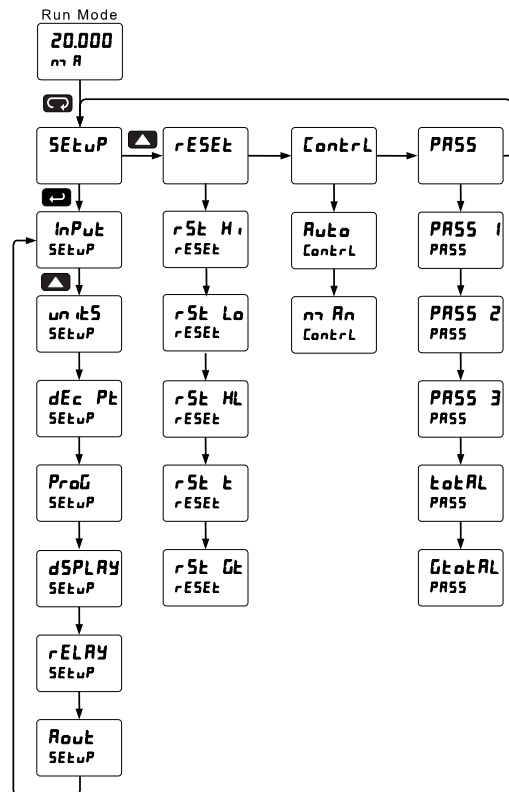 Run Mode
20.000
mA
SEtuP
rESEt
ContrL
PASS
InPut
SEtuP
rSt Hi
rESEt
Auto
ContrL
PASS 1
PASS
unitS
SEtuP
rSt Lo
rESEt
mAn
ContrL
PASS 2
PASS
dEc Pt
SEtuP
rSt HL
rESEt
PASS 3
PASS
ProG
SEtuP
rSt t
rESEt
totAL
PASS
dSPLAY
SEtuP
rSt Gt
rESEt
GtotAL
PASS
rELAY
SEtuP
Aout
SEtuP